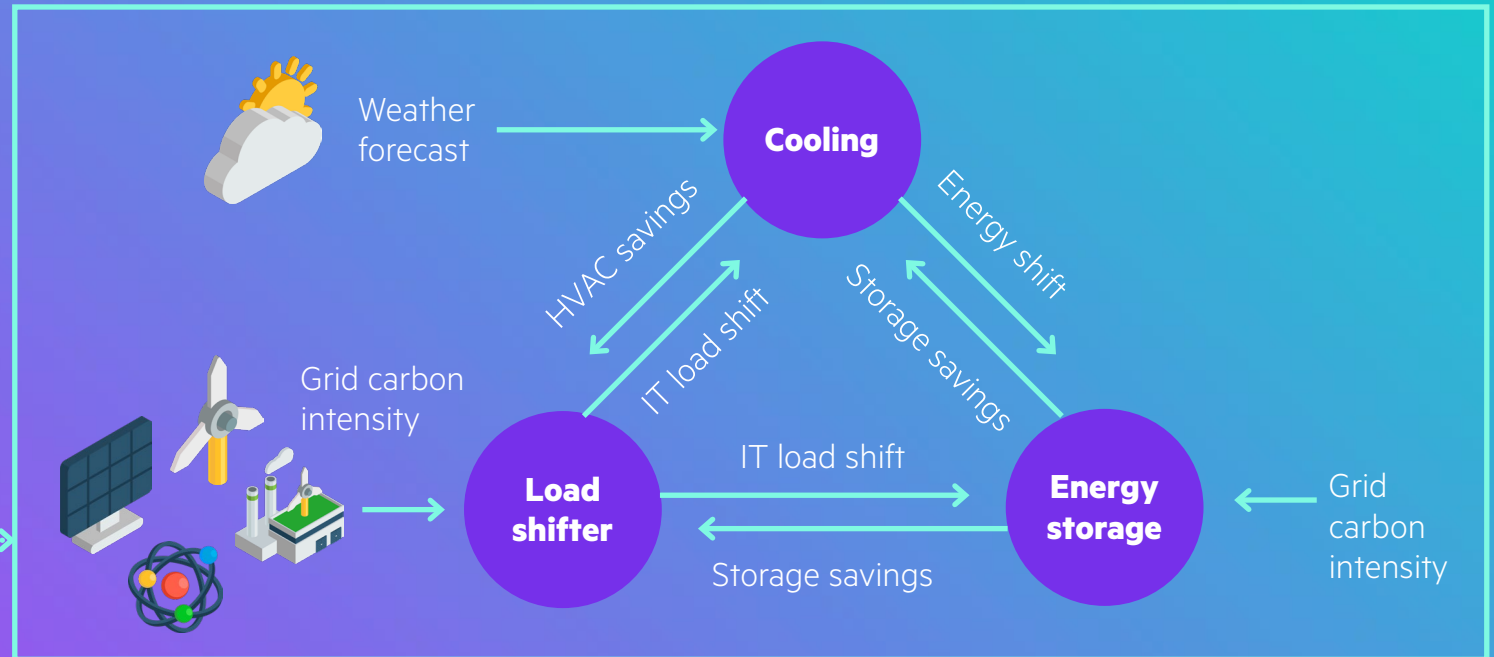 Weather
forecast
Cooling
HVAC savings
IT load shift
Energy shift
Storage savings
Grid carbon
intensity
Load
shifter
IT load shift
Storage savings
Energy
storage
Grid
carbon
intensity